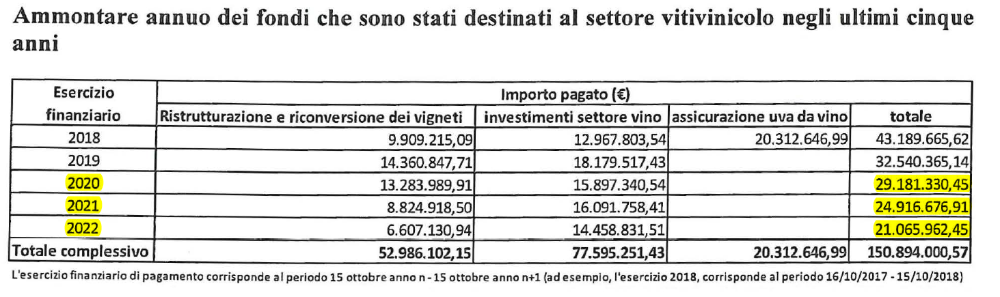 Ammontare annuo dei fondi che sono stati destinati al settore vitivinicolo negli ultimi cinque
anni
Esercizio finanziario Importo pagato (€)
Ristrutturazione e riconversione dei vigneti investimenti settore vino assicurazione uva da vino totale
2018 9.909.215,09 12.967.803,54 20.312.646,99 43.189.665,62
2019 14.360.847,71 18.179.517,43 32.540.365,14
2020 13.283.989,91 15.897.340,54 29.181.330,45
2021 8.824.918,50 16.091.758,41 24.916.676,91
2022 6.607.130,94 14.458.831,51 21.065.962,45
Totale complessivo 52.986.102,15 77.595.251,43 20.312.646,99 150.894.000,57
L'esercizio finanziario di pagamento corrisponde al periodo 15 ottobre anno n - 15 ottobre anno n+1 (ad esempio, l'esercizio 2018, corrisponde al periodo 16/10/2017 - 15/10/2018)